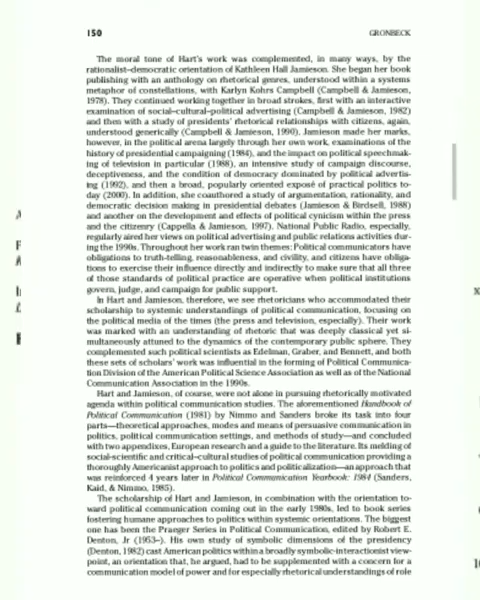 150 GRONBECK
The moral tone of Hart's work was complemented, in many ways, by the
rationalist–democratic orientation of Kathleen Hall Jamieson. She began her book
publishing with an anthology on rhetorical genres, understood within a systems
metaphor of constellations, with Karlyn Kohrs Campbell (Campbell & Jamieson,
1978). They continued working together in broad strokes, first with an interactive
examination of social–cultural–political advertising (Campbell & Jamieson, 1982)
and then with a study of presidents' rhetorical relationships with citizens, again,
understood generically (Campbell & Jamieson, 1990). Jamieson made her marks,
however, in the political arena largely through her own work, examinations of the
history of presidential campaigning (1984), and the impact on political speechmak-
ing of television in particular (1988), an intensive study of campaign discourse,
deceptiveness, and the condition of democracy dominated by political advertis-
ing (1992), and then a broad, popularly oriented exposé of practical politics to-
day (2000). In addition, she coauthored a study of argumentation, rationality, and
democratic decision making in presidential debates (Jamieson & Birdsell, 1988)
and another on the development and effects of political cynicism within the press
and the citizenry (Cappella & Jamieson, 1997). National Public Radio, especially,
regularly aired her views on political advertising and public relations activities dur-
ing the 1990s. Throughout her work ran twin themes: Political communicators have
obligations to truth-telling, reasonableness, and civility, and citizens have obliga-
tions to exercise their influence directly and indirectly to make sure that all three
of those standards of political practice are operative when political institutions
govern, judge, and campaign for public support.
In Hart and Jamieson, therefore, we see rhetoricians who accommodated their
scholarship to systemic understandings of political communication, focusing on
the political media of the times (the press and television, especially). Their work
was marked with an understanding of rhetoric that was deeply classical yet si-
multaneously attuned to the dynamics of the contemporary public sphere. They
complemented such political scientists as Edelman, Graber, and Bennett, and both
these sets of scholars' work was influential in the forming of Political Communica-
tion Division of the American Political Science Association as well as of the National
Communication Association in the 1990s.
Hart and Jamieson, of course, were not alone in pursuing rhetorically motivated
agenda within political communication studies. The aforementioned Handbook of
Political Communication (1981) by Nimmo and Sanders broke its task into four
parts—theoretical approaches, modes and means of persuasive communication in
politics, political communication settings, and methods of study—and concluded
with two appendixes, European research and a guide to the literature. Its melding of
social-scientific and critical–cultural studies of political communication providing a
thoroughly Americanist approach to politics and politicalization—an approach that
was reinforced 4 years later in Political Communication Yearbook: 1984 (Sanders,
Kaid, & Nimmo, 1985).
The scholarship of Hart and Jamieson, in combination with the orientation to-
ward political communication coming out in the early 1980s, led to book series
fostering humane approaches to politics within systemic orientations. The biggest
one has been the Praeger Series in Political Communication, edited by Robert E.
Denton, Jr (1953–). His own study of symbolic dimensions of the presidency
(Denton, 1982) cast American politics within a broadly symbolic-interactionist view-
point, an orientation that, he argued, had to be supplemented with a concern for a
communication model of power and for especially rhetorical understandings of role